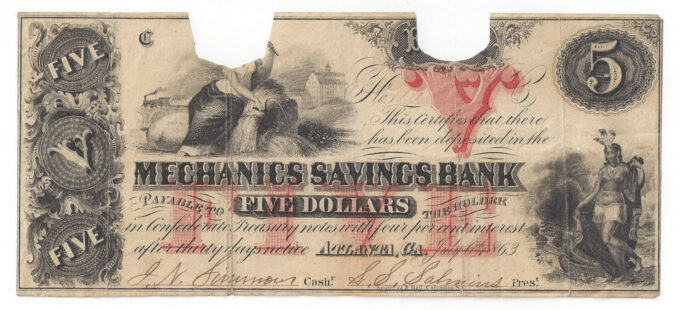 FIVE
V
FIVE
C
No
V
5
This Certifies that there
has been deposited in the
MECHANICS SAVINGS BANK
PAYABLE TO FIVE DOLLARS THE HOLDER
in Confederate Treasury notes with four per cent interest
after thirty days notice ATLANTA, GA. July 1863
Cash! Pres!